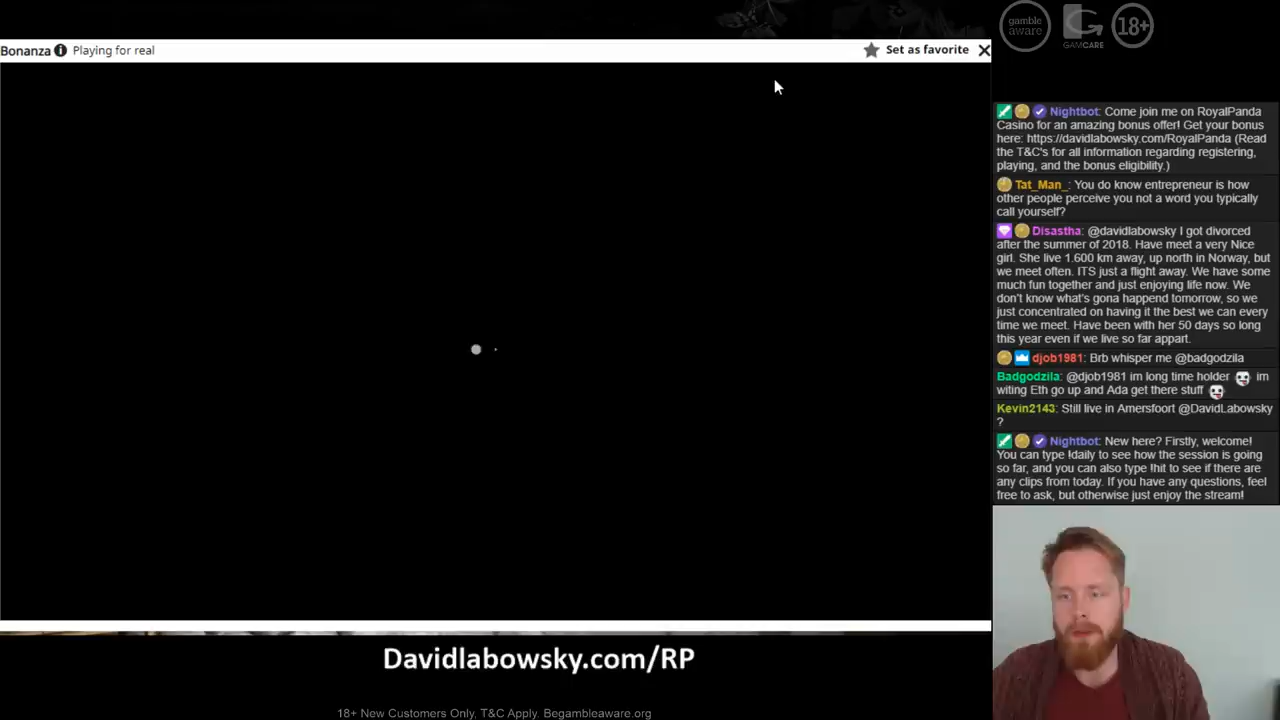 gamble
aware
GAMCARE
18+
Bonanza
Playing for real
Set as favorite
Nightbot: Come join me on RoyalPanda
Casino for an amazing bonus offer! Get your bonus
here: https://davidlabowsky.com/RoyalPanda (Read
the T&C's for all information regarding registering,
playing, and the bonus eligibility.)
Tat_Man_: You do know entrepreneur is how
other people perceive you not a word you typically
call yourself?
Disastha: @davidlabowsky I got divorced
after the summer of 2018. Have meet a very Nice
girl. She live 1.600 km away, up north in Norway, but
we meet often. ITS just a flight away. We have some
much fun together and just enjoying life now. We
don't know what's gona happend tomorrow, so we
just concentrated on having it the best we can every
time we meet. Have been with her 50 days so long
this year even if we live so far appart.
djob1981: Brb whisper me @badgodzila
Badgodzila: @djob1981 im long time holder im
witing Eth go up and Ada get there stuff
Kevin2143: Still live in Amersfoort @DavidLabowsky
?
Nightbot: New here? Firstly, welcome!
You can type !daily to see how the session is going
so far, and you can also type !hit to see if there are
any clips from today. If you have any questions, feel
free to ask, but otherwise just enjoy the stream!
Davidlabowsky.com/RP
18+ New Customers Only, T&C Apply. Begambleaware.org